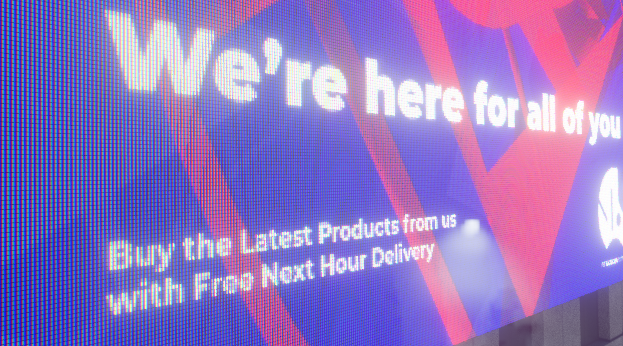 We're here for all of you
Buy the Latest Products from us
with Free Next Hour Delivery